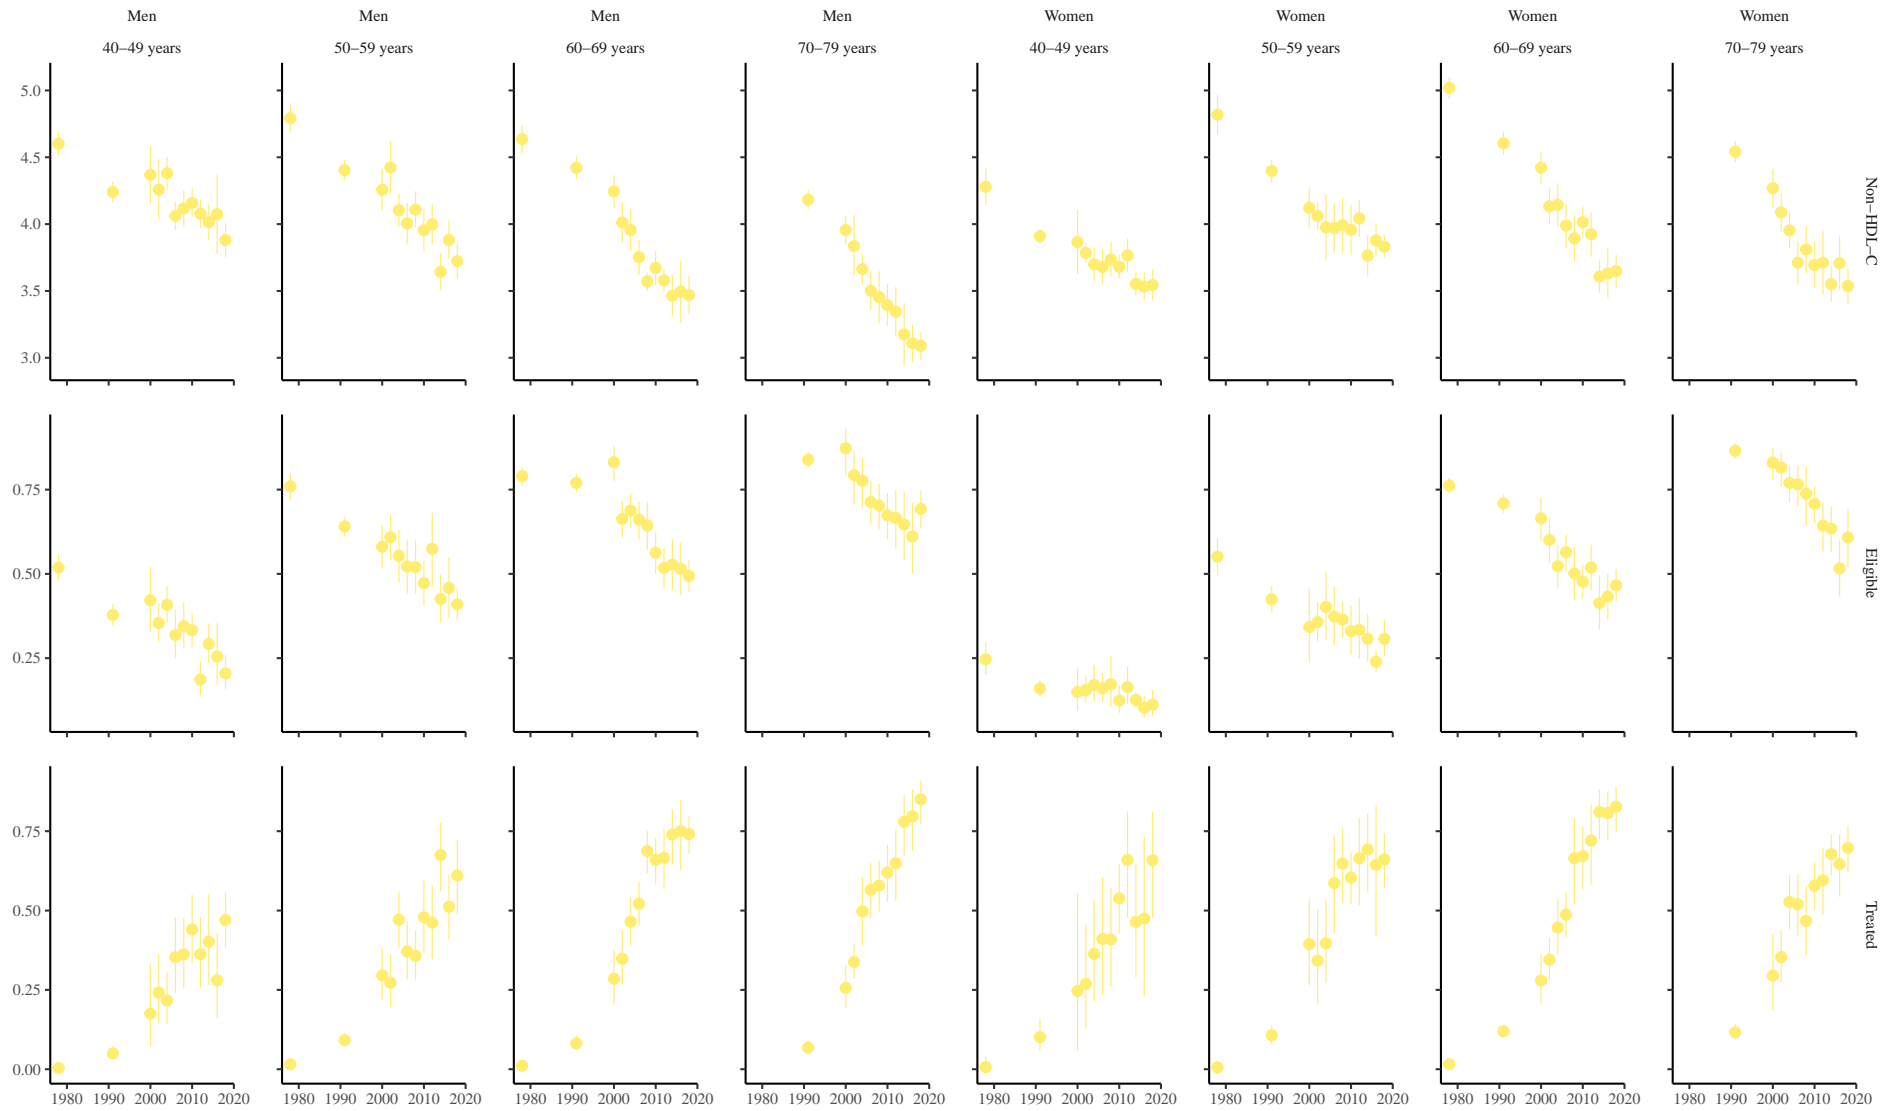 Men Men Men Men Women Women Women Women
40–49 years 50–59 years 60–69 years 70–79 years 40–49 years 50–59 years 60–69 years 70–79 years
5.0
4.5
4.0
3.5
3.0
Non−HDL−C
0.75
0.50
0.25
Eligible
0.75
0.50
0.25
0.00
Treated
1980 1990 2000 2010 2020 1980 1990 2000 2010 2020 1980 1990 2000 2010 2020 1980 1990 2000 2010 2020 1980 1990 2000 2010 2020 1980 1990 2000 2010 2020 1980 1990 2000 2010 2020 1980 1990 2000 2010 2020